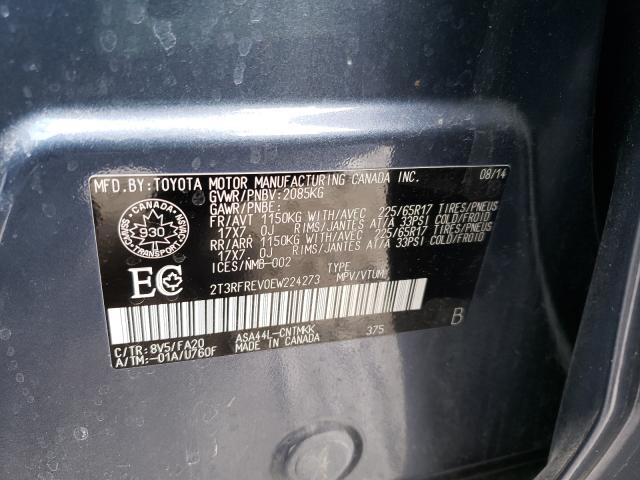 MFD.BY: TOYOTA MOTOR MANUFACTURING CANADA INC. 08/14
GVWR/PNBV: 2085KG
GAWR/PNBE:
FR/AVT 1150KG WITH/AVEC 225/65R17 TIRES/PNEUS
17X7. 0J RIMS/JANTES AT/A 33PSI COLD/FROID
RR/ARR 1150KG WITH/AVEC 225/65R17 TIRES/PNEUS
17X7. 0J RIMS/JANTES AT/A 33PSI COLD/FROID
ICES/NMB-002 TYPE
2T3RFREV0EW224273 MPV/VTUM
930
TRANSPORT
EC
B
C/TR: 8V5/FA20 ASA44L-CNTMKK 375
A/TM: -01A/U760F MADE IN CANADA